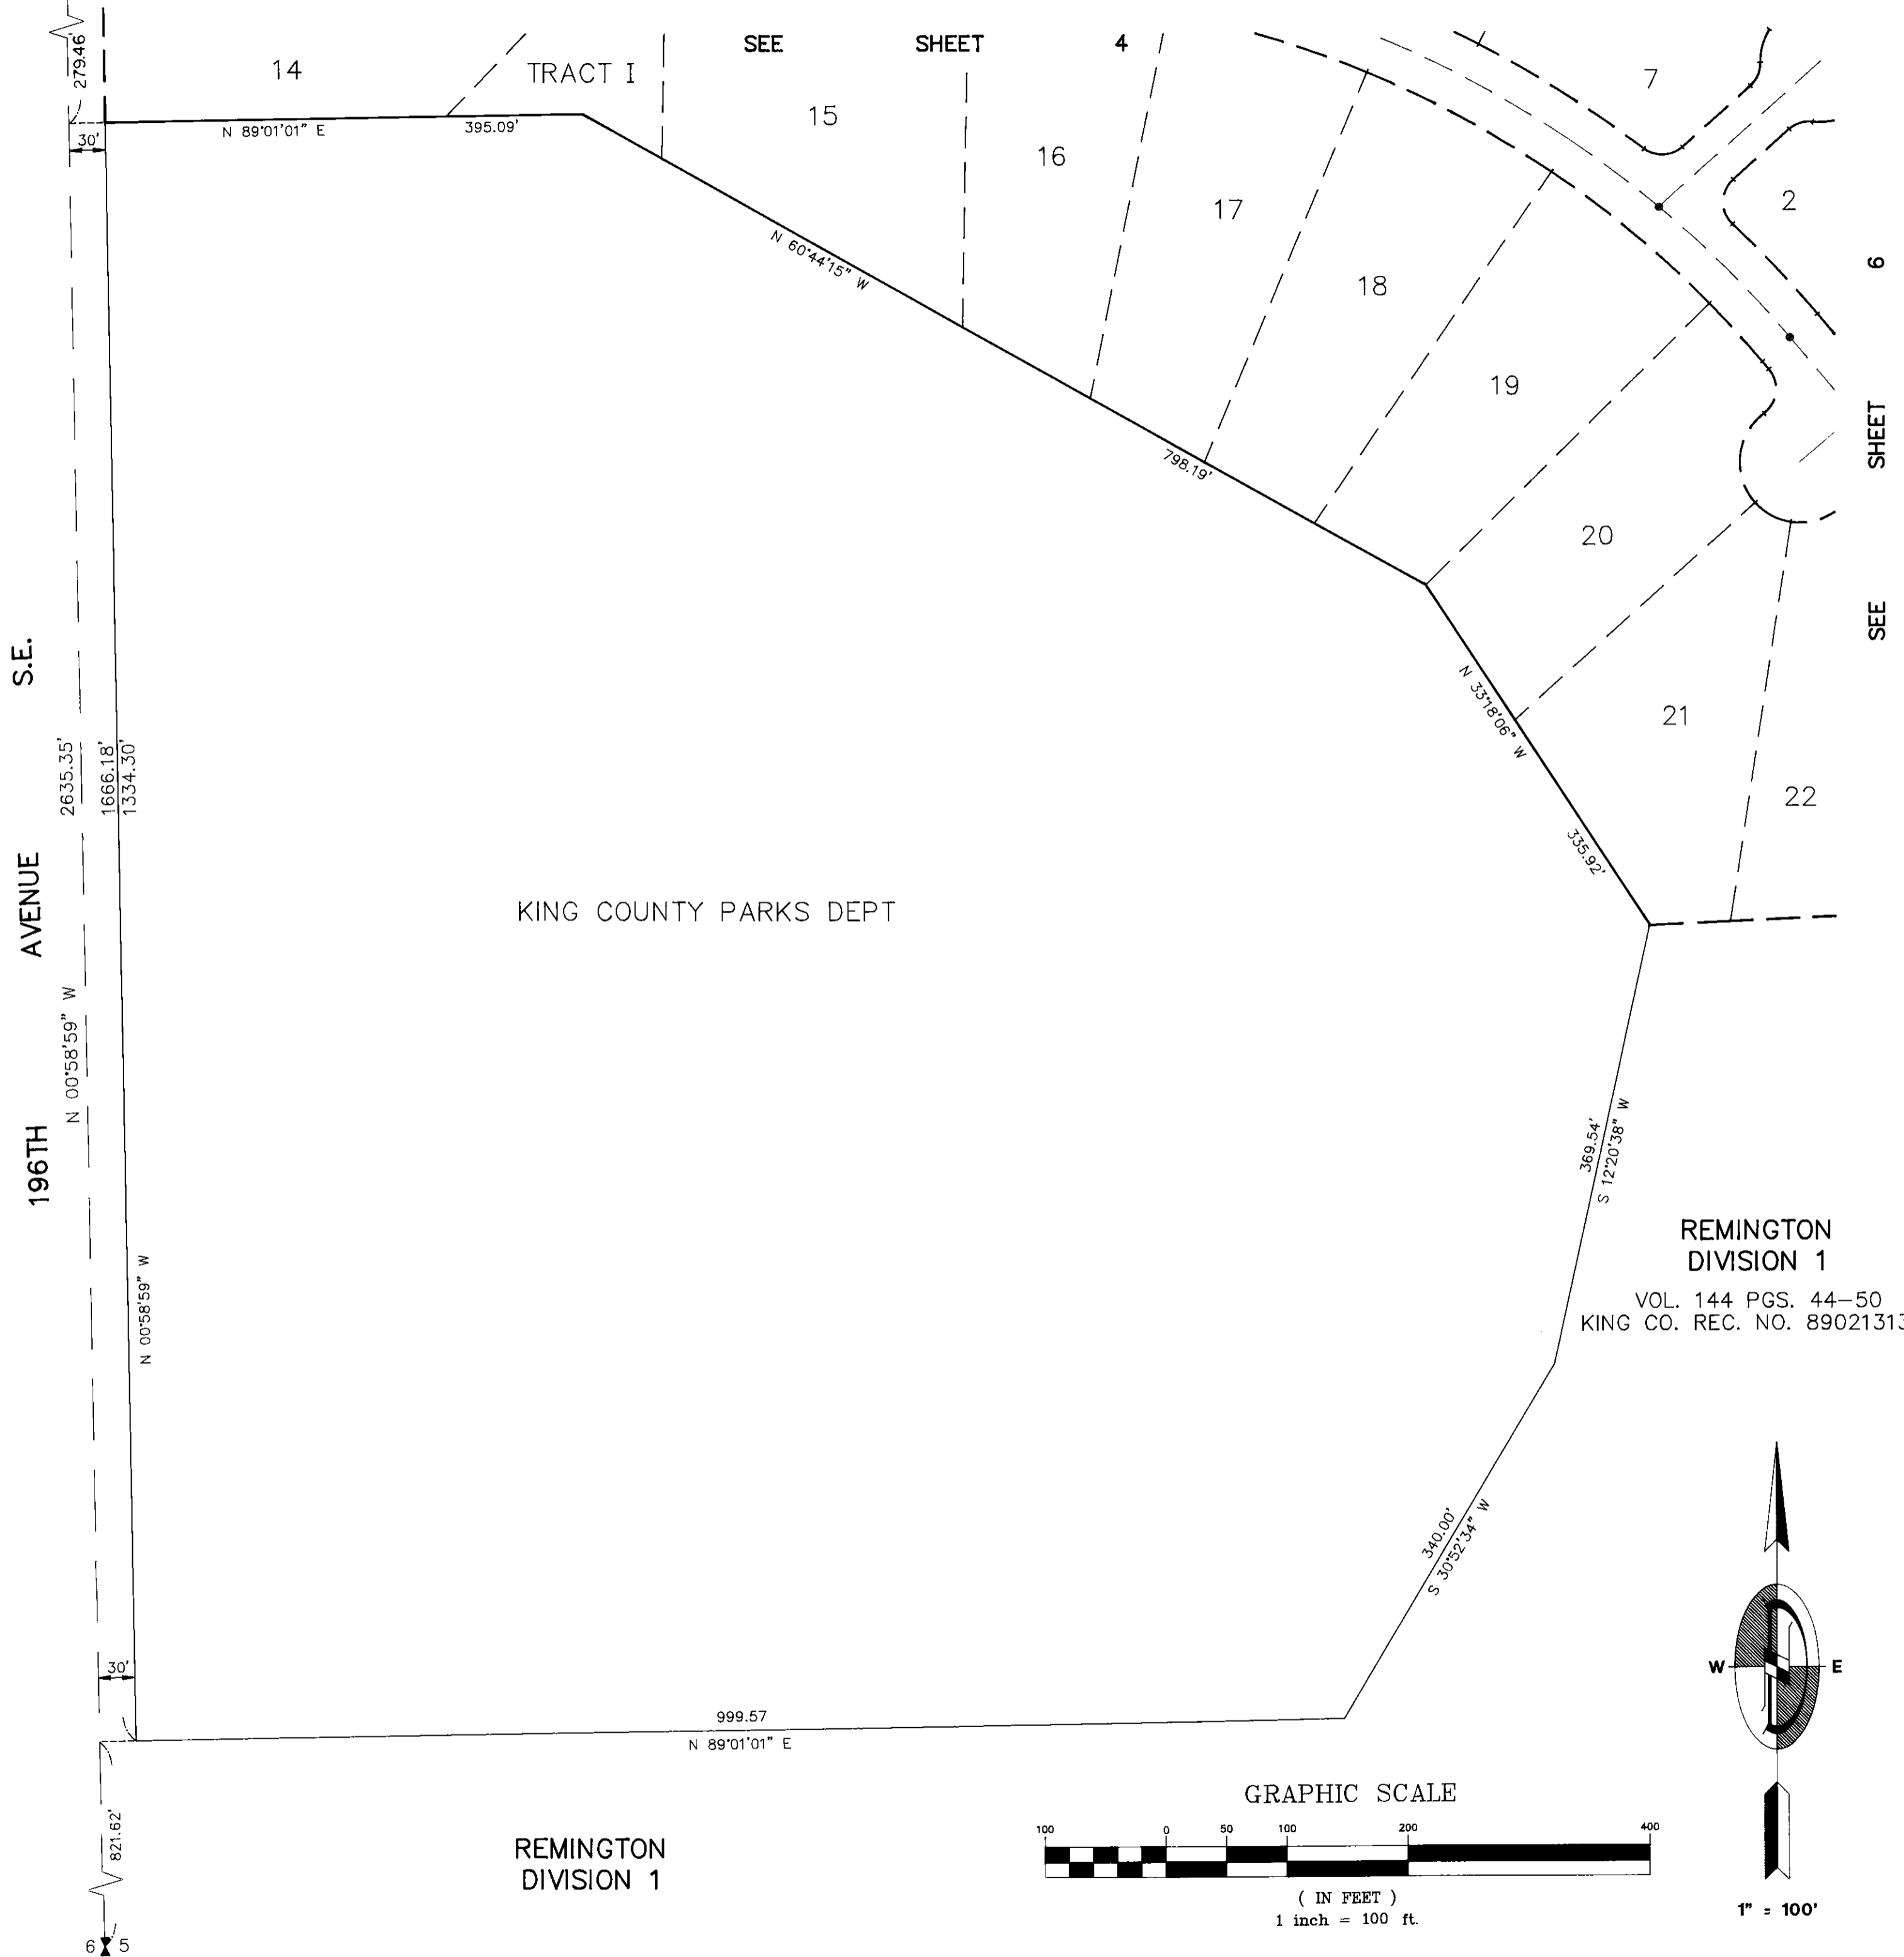 279.46'
14
TRACT I
SEE SHEET 4
7
N 89°01'01" E
395.09'
30'
15
16
17
18
19
20
21
22
2
SEE SHEET 6
N 60°44'15" W
798.19'
N 33°18'06" W
335.92'
196TH AVENUE S.E.
2635.35'
1666.18'
1334.30'
N 00°58'59" W
N 00°58'59" W
KING COUNTY PARKS DEPT
369.54'
S 12°20'38" W
REMINGTON
DIVISION 1
VOL. 144 PGS. 44-50
KING CO. REC. NO. 89021313
340.00'
S 30°52'34" W
30'
999.57
N 89°01'01" E
821.62'
6 5
REMINGTON
DIVISION 1
GRAPHIC SCALE
100 0 50 100 200 400
( IN FEET )
1 inch = 100 ft.
W E
1" = 100'